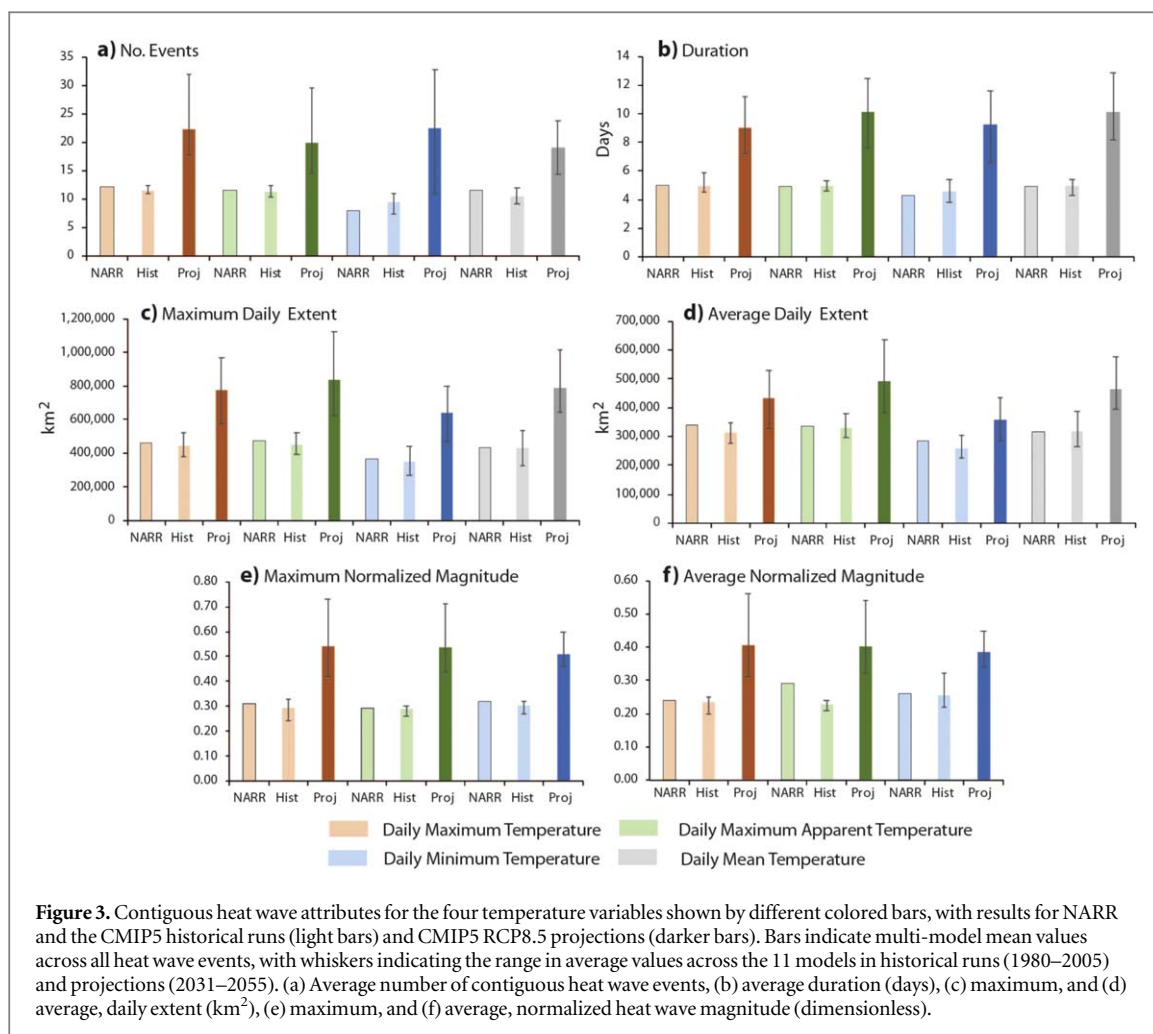 a) No. Events
35
30
25
20
15
10
5
0
NARR Hist Proj NARR Hist Proj NARR Hist Proj NARR Hist Proj
b) Duration
Days
14
12
10
8
6
4
2
0
NARR Hist Proj NARR Hist Proj NARR HIist Proj NARR Hist Proj
c) Maximum Daily Extent
km2
1,200,000
1,000,000
800,000
600,000
400,000
200,000
0
NARR Hist Proj NARR Hist Proj NARR Hist Proj NARR Hist Proj
d) Average Daily Extent
km2
700,000
600,000
500,000
400,000
300,000
200,000
100,000
0
NARR Hist Proj NARR Hist Proj NARR Hist Proj NARR Hist Proj
e) Maximum Normalized Magnitude
0.80
0.70
0.60
0.50
0.40
0.30
0.20
0.10
0.00
NARR Hist Proj NARR Hist Proj NARR Hist Proj
f) Average Normalized Magnitude
0.60
0.50
0.40
0.30
0.20
0.10
0.00
NARR Hist Proj NARR Hist Proj NARR Hist Proj
Daily Maximum Temperature
Daily Maximum Apparent Temperature
Daily Minimum Temperature
Daily Mean Temperature
Figure 3. Contiguous heat wave attributes for the four temperature variables shown by different colored bars, with results for NARR
and the CMIP5 historical runs (light bars) and CMIP5 RCP8.5 projections (darker bars). Bars indicate multi-model mean values
across all heat wave events, with whiskers indicating the range in average values across the 11 models in historical runs (1980–2005)
and projections (2031–2055). (a) Average number of contiguous heat wave events, (b) average duration (days), (c) maximum, and (d)
average, daily extent (km2), (e) maximum, and (f) average, normalized heat wave magnitude (dimensionless).